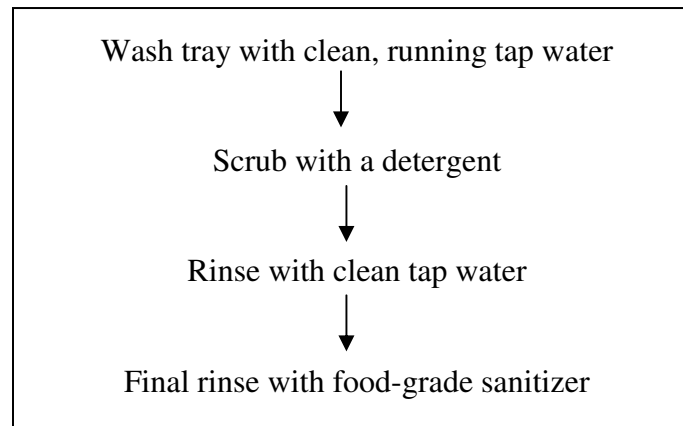 Wash tray with clean, running tap water
Scrub with a detergent
Rinse with clean tap water
Final rinse with food-grade sanitizer